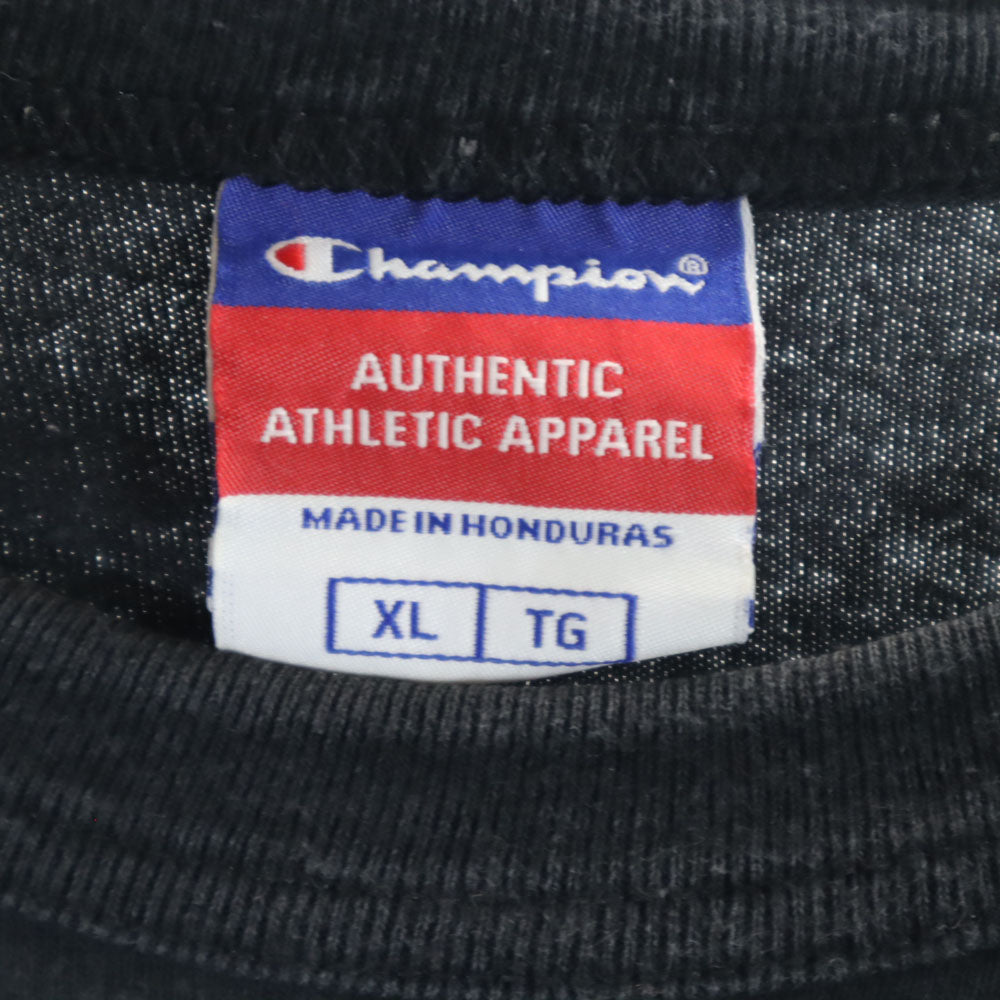 Champion®
AUTHENTIC
ATHLETIC APPAREL
MADE IN HONDURAS
XL TG